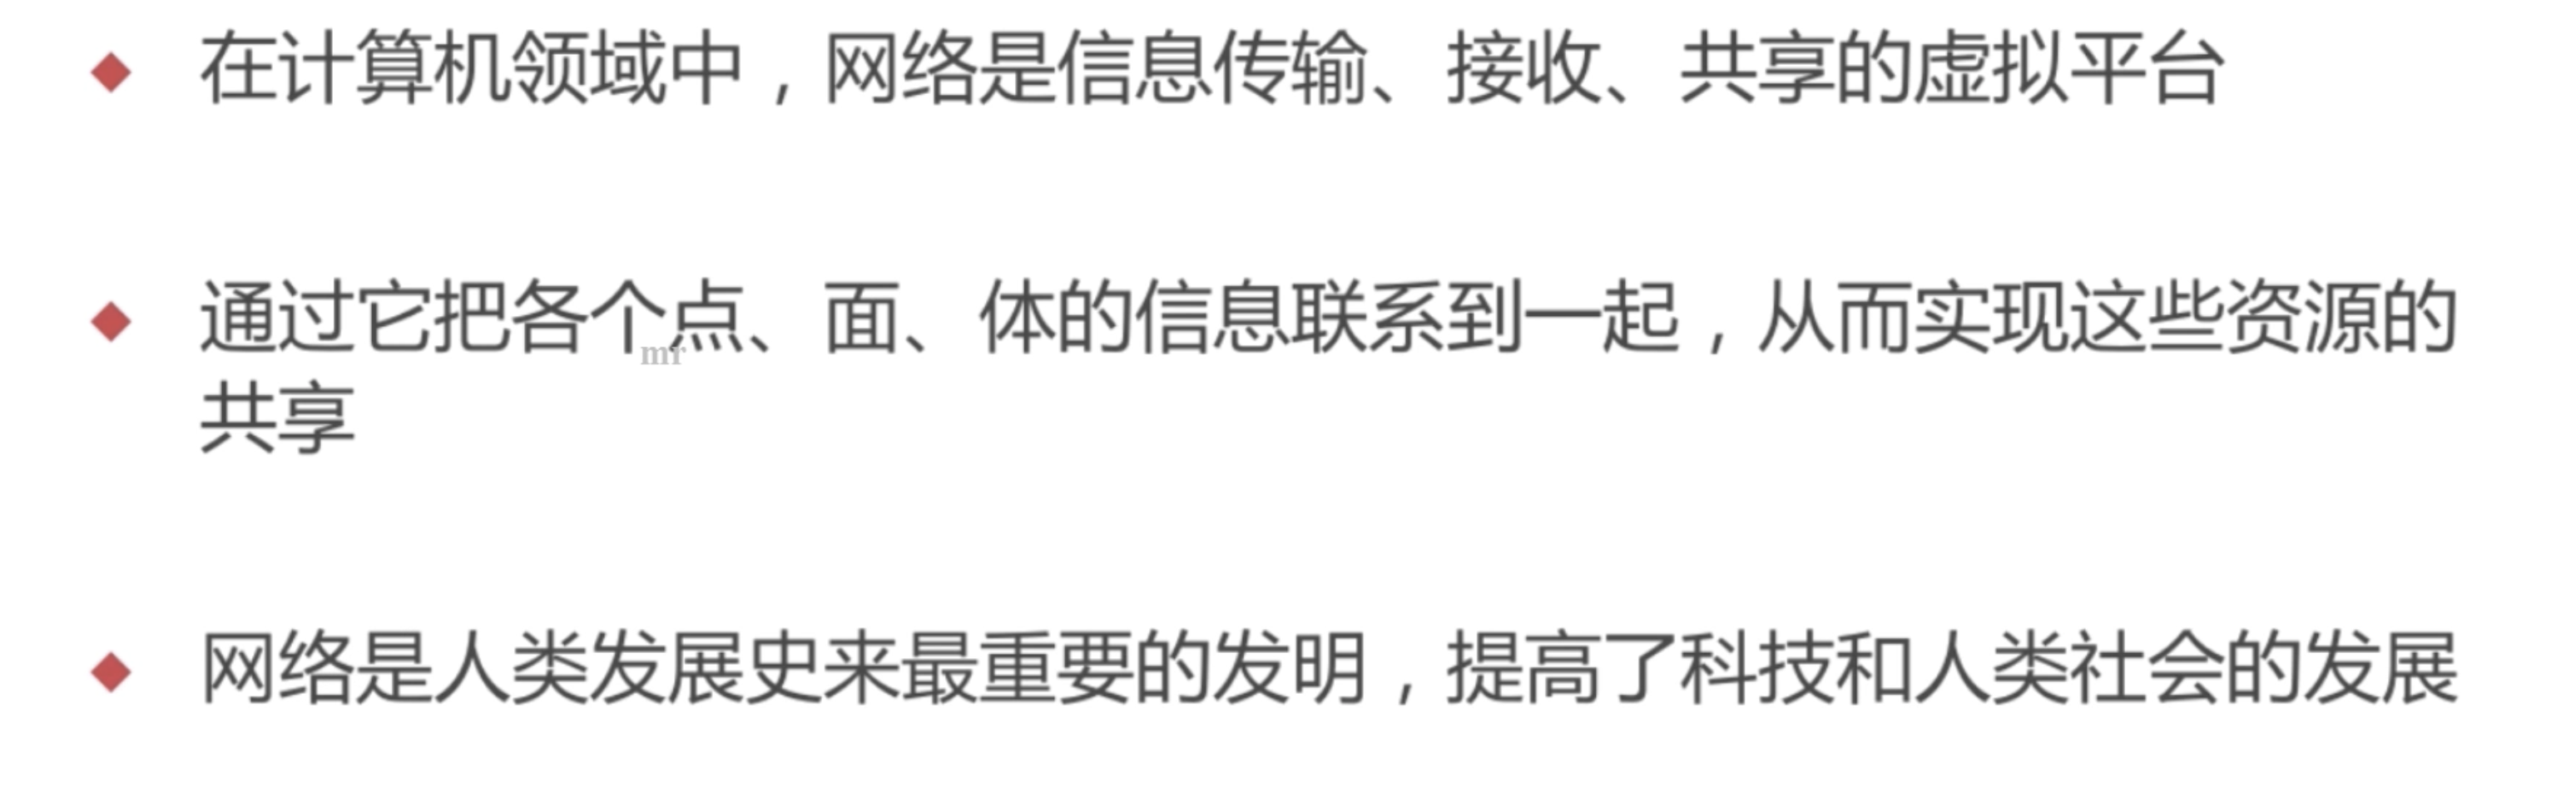 在计算机领域中，网络是信息传输、接收、共享的虚拟平台
通过它把各个点、面、体的信息联系到一起，从而实现这些资源的
共享
网络是人类发展史来最重要的发明，提高了科技和人类社会的发展
mr